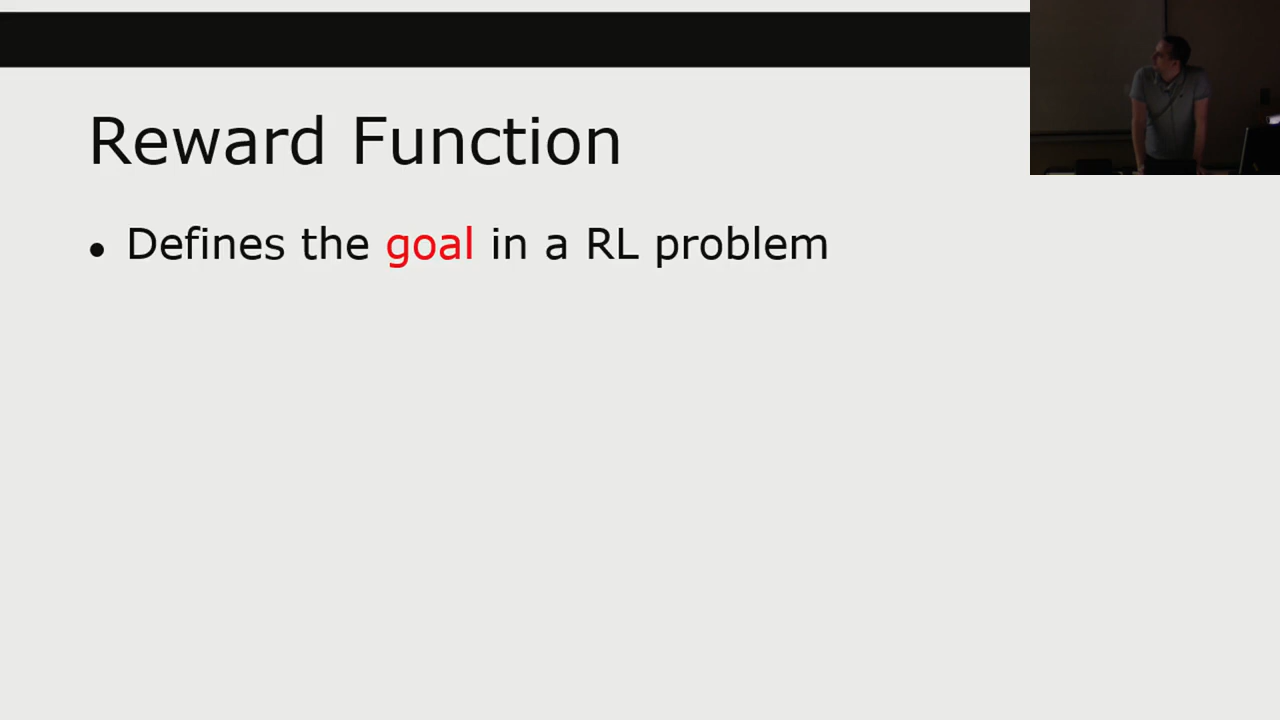 Reward Function
• Defines the goal in a RL problem